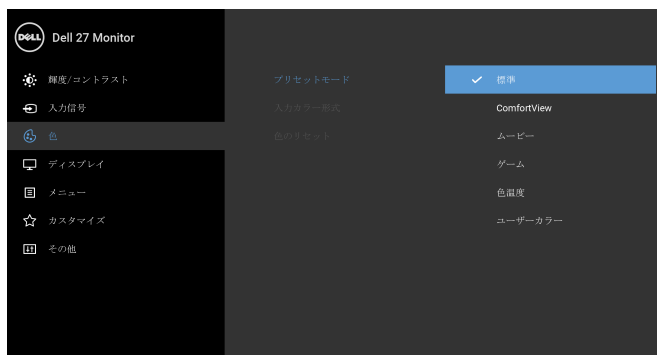 DELL
Dell 27 Monitor
輝度/コントラスト
プリセットモード
標準
入力信号
入力カラー形式
ComfortView
色
色のリセット
ムービー
ディスプレイ
ゲーム
メニュー
色温度
カスタマイズ
ユーザーカラー
その他